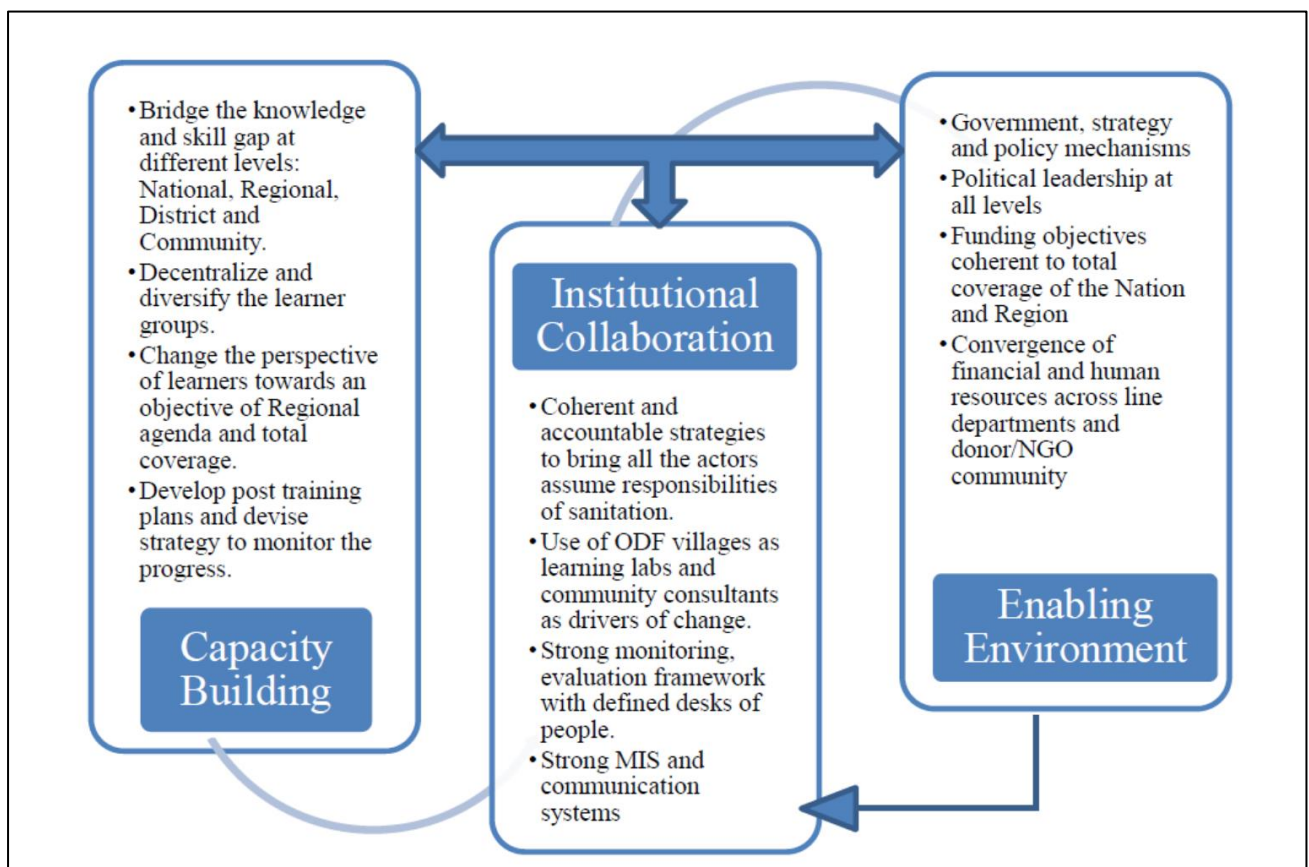 •Bridge the knowledge
and skill gap at
different levels:
National, Regional,
District and
Community.
•Decentralize and
diversify the learner
groups.
•Change the perspective
of learners towards an
objective of Regional
agenda and total
coverage.
•Develop post training
plans and devise
strategy to monitor the
progress.
Capacity
Building
Institutional
Collaboration
•Coherent and
accountable strategies
to bring all the actors
assume responsibilities
of sanitation.
•Use of ODF villages as
learning labs and
community consultants
as drivers of change.
•Strong monitoring,
evaluation framework
with defined desks of
people.
•Strong MIS and
communication
systems
•Government, strategy
and policy mechanisms
•Political leadership at
all levels
•Funding objectives
coherent to total
coverage of the Nation
and Region
•Convergence of
financial and human
resources across line
departments and
donor/NGO
community
Enabling
Environment